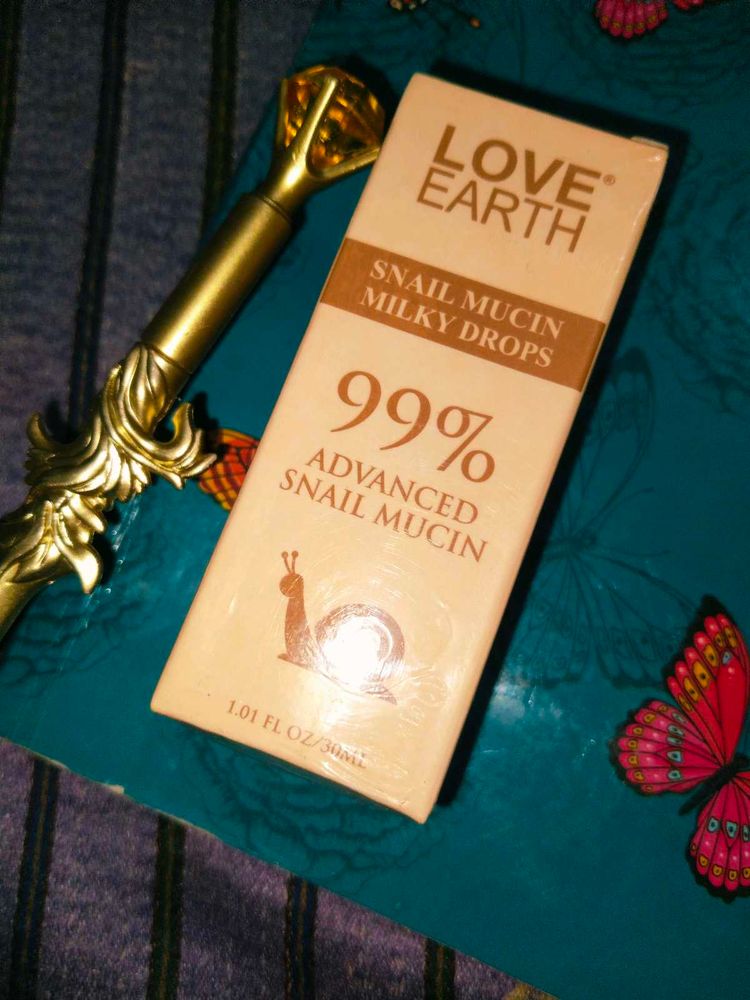 LOVE®
EARTH
SNAIL MUCIN
MILKY DROPS
99%
ADVANCED
SNAIL MUCIN
1.01 FL OZ/30ML